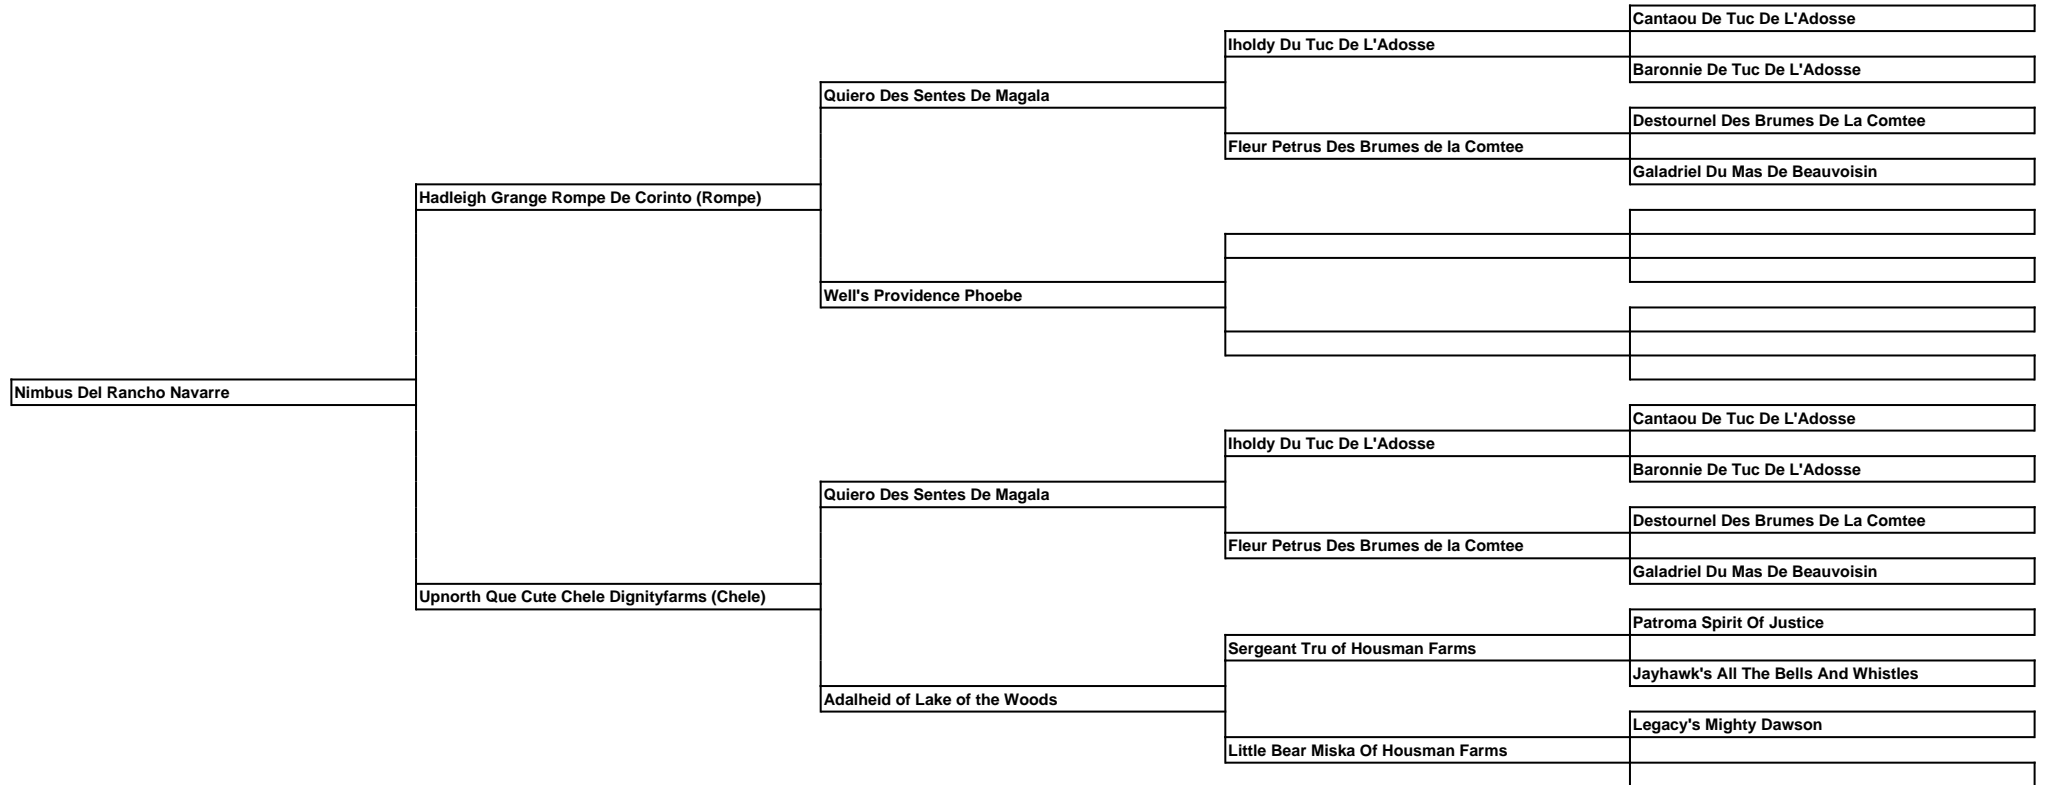 Cantaou De Tuc De L'Adosse
Iholdy Du Tuc De L'Adosse
Baronnie De Tuc De L'Adosse
Quiero Des Sentes De Magala
Destournel Des Brumes De La Comtee
Fleur Petrus Des Brumes de la Comtee
Galadriel Du Mas De Beauvoisin
Hadleigh Grange Rompe De Corinto (Rompe)
Well's Providence Phoebe
Nimbus Del Rancho Navarre
Cantaou De Tuc De L'Adosse
Iholdy Du Tuc De L'Adosse
Baronnie De Tuc De L'Adosse
Quiero Des Sentes De Magala
Destournel Des Brumes De La Comtee
Fleur Petrus Des Brumes de la Comtee
Galadriel Du Mas De Beauvoisin
Upnorth Que Cute Chele Dignityfarms (Chele)
Patroma Spirit Of Justice
Sergeant Tru of Housman Farms
Jayhawk's All The Bells And Whistles
Adalheid of Lake of the Woods
Legacy's Mighty Dawson
Little Bear Miska Of Housman Farms